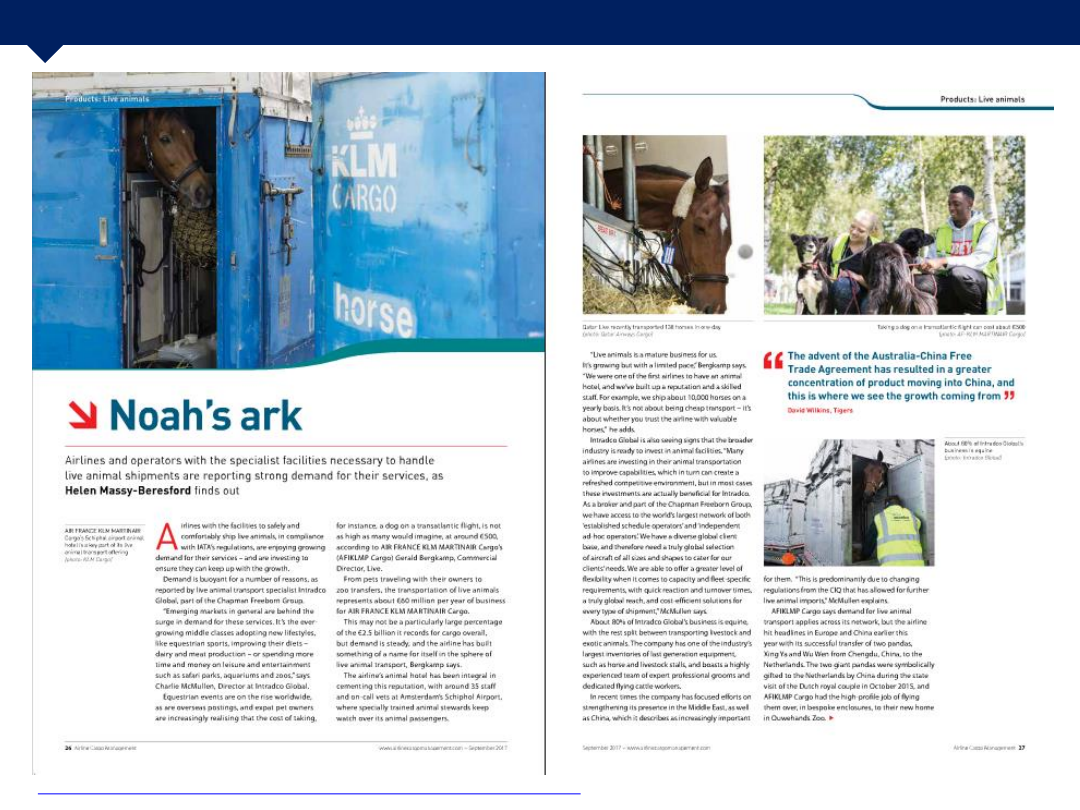 Products: Live animals
KLM
CARGO
horse
Noah's ark
Airlines and operators with the specialist facilities necessary to handle
live animal shipments are reporting strong demand for their services, as
Helen Massy-Beresford finds out
AIR FRANCE KLM MARTINAIR
Cargo's Schiphol airport animal
hotel is a key part of its live
animal transport offering
(photo: KLM Cargo)
Airlines with the facilities to safely and
comfortably ship live animals, in compliance
with IATA's regulations, are enjoying growing
demand for their services – and are investing to
ensure they can keep up with the growth.
Demand is buoyant for a number of reasons, as
reported by live animal transport specialist Intradco
Global, part of the Chapman Freeborn Group.
"Emerging markets in general are behind the
surge in demand for these services. It's the ever-
growing middle classes adopting new lifestyles,
like equestrian sports, improving their diets –
dairy and meat production – or spending more
time and money on leisure and entertainment
such as safari parks, aquariums and zoo," says
Charlie McMullen, Director at Intradco Global.
Equestrian events are on the rise worldwide,
as are overseas postings, and expat pet owners
are increasingly realising that the cost of taking,
for instance, a dog on a transatlantic flight, is not
as high as many would imagine, at around €500,
according to AIR FRANCE KLM MARTINAIR Cargo's
(AFIKLMP Cargo) Gerald Bergkamp, Commercial
Director, Live.
From pets traveling with their owners to
zoo transfers, the transportation of live animals
represents about €60 million per year of business
for AIR FRANCE KLM MARTINAIR Cargo.
This may not be a particularly large percentage
of the €2.5 billion it records for cargo overall,
but demand is steady, and the airline has built
something of a name for itself in the sphere of
live animal transport, Bergkamp says.
The airline's animal hotel has been integral in
cementing this reputation, with around 35 staff
and on-call vets at Amsterdam's Schiphol Airport,
where specially trained animal stewards keep
watch over its animal passengers.
26 Airline Cargo Management
www.airlinecargomanagement.com – September 2017
Products: Live animals
Qatar Live recently transported 130 horses in one day
(photo: Qatar Airways Cargo)
Taking a dog on a transatlantic flight can cost about €500
(photo: AF-KLM MARTINAIR Cargo)
"Live animals is a mature business for us.
It's growing but with a limited pace," Bergkamp says.
"We were one of the first airlines to have an animal
hotel, and we've built up a reputation and a skilled
staff. For example, we ship about 10,000 horses on a
yearly basis. It's not about being cheap transport – it's
about whether you trust the airline with valuable
horses," he adds.
Intradco Global is also seeing signs that the broader
industry is ready to invest in animal facilities. "Many
airlines are investing in their animal transportation
to improve capabilities, which in turn can create a
refreshed competitive environment, but in most cases
these investments are actually beneficial for Intradco.
As a broker and part of the Chapman Freeborn Group,
we have access to the world's largest network of both
'established schedule operators' and 'independent
ad-hoc operators'. We have a diverse global client
base, and therefore need a truly global selection
of aircraft of all sizes and shapes to cater for our
clients' needs. We are able to offer a greater level of
flexibility when it comes to capacity and fleet-specific
requirements, with quick reaction and turnover times,
a truly global reach, and cost-efficient solutions for
every type of shipment," McMullen says.
About 80% of Intradco Global's business is equine,
with the rest split between transporting livestock and
exotic animals. The company has one of the industry's
largest inventories of last generation equipment,
such as horse and livestock stalls, and boasts a highly
experienced team of expert professional grooms and
dedicated flying cattle workers.
In recent times the company has focused efforts on
strengthening its presence in the Middle East, as well
as China, which it describes as increasingly important
"The advent of the Australia-China Free
Trade Agreement has resulted in a greater
concentration of product moving into China, and
this is where we see the growth coming from"
David Wilkins, Tigers
About 80% of Intradco Global's
business is equine
(photo: Intradco Global)
for them. "This is predominantly due to changing
regulations from the CIQ that has allowed for further
live animal imports," McMullen explains.
AFIKLMP Cargo says demand for live animal
transport applies across its network, but the airline
hit headlines in Europe and China earlier this
year with its successful transfer of two pandas,
Xing Ya and Wu Wen from Chengdu, China, to the
Netherlands. The two giant pandas were symbolically
gifted to the Netherlands by China during the state
visit of the Dutch royal couple in October 2015, and
AFIKLMP Cargo had the high-profile job of flying
them over, in bespoke enclosures, to their new home
in Ouwehands Zoo.
September 2017 – www.airlinecargomanagement.com
Airline Cargo Management 27